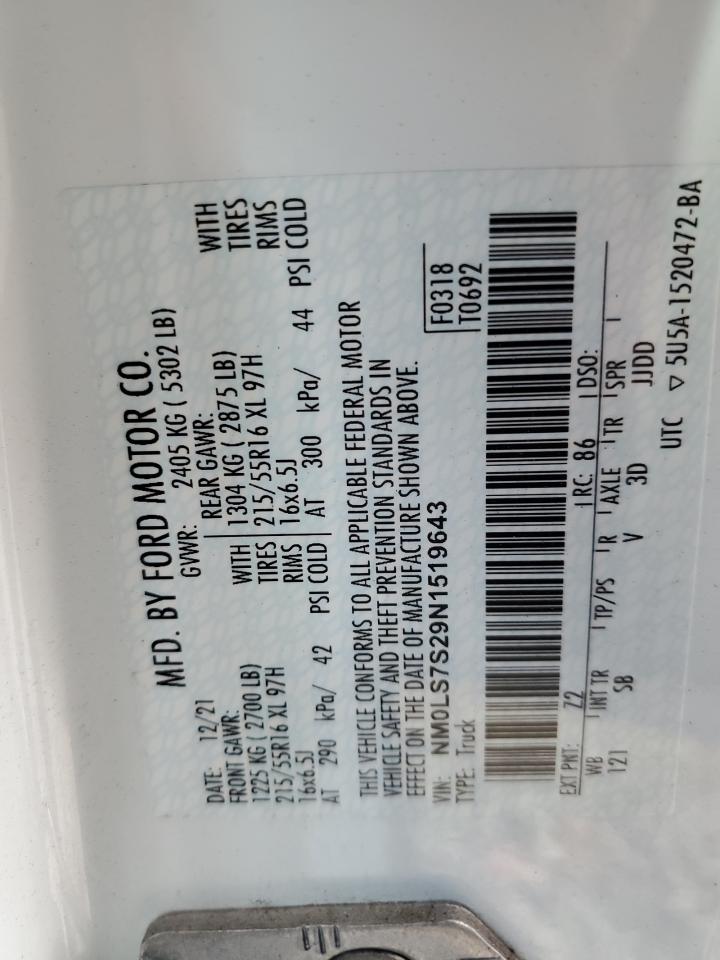 MFD. BY FORD MOTOR CO.
DATE: 12/21 GVWR: 2405 KG ( 5302 LB)
FRONT GAWR: REAR GAWR:
1225 KG ( 2700 LB) WITH 1304 KG ( 2875 LB) WITH
215/55R16 XL 97H TIRES 215/55R16 XL 97H TIRES
16x6.5J RIMS 16x6.5J RIMS
AT 290 kPa/ 42 PSI COLD AT 300 kPa/ 44 PSI COLD
THIS VEHICLE CONFORMS TO ALL APPLICABLE FEDERAL MOTOR
VEHICLE SAFETY AND THEFT PREVENTION STANDARDS IN
EFFECT ON THE DATE OF MANUFACTURE SHOWN ABOVE.
VIN: NM0LS7S29N1519643 F0318
TYPE: Truck T0692
EXT PNT: Z2 RC: 86 DSO:
WB INT TR TP/PS R AXLE TR SPR
121 SB V 3D JJDD
UTC ▽ 5U5A-1520472-BA